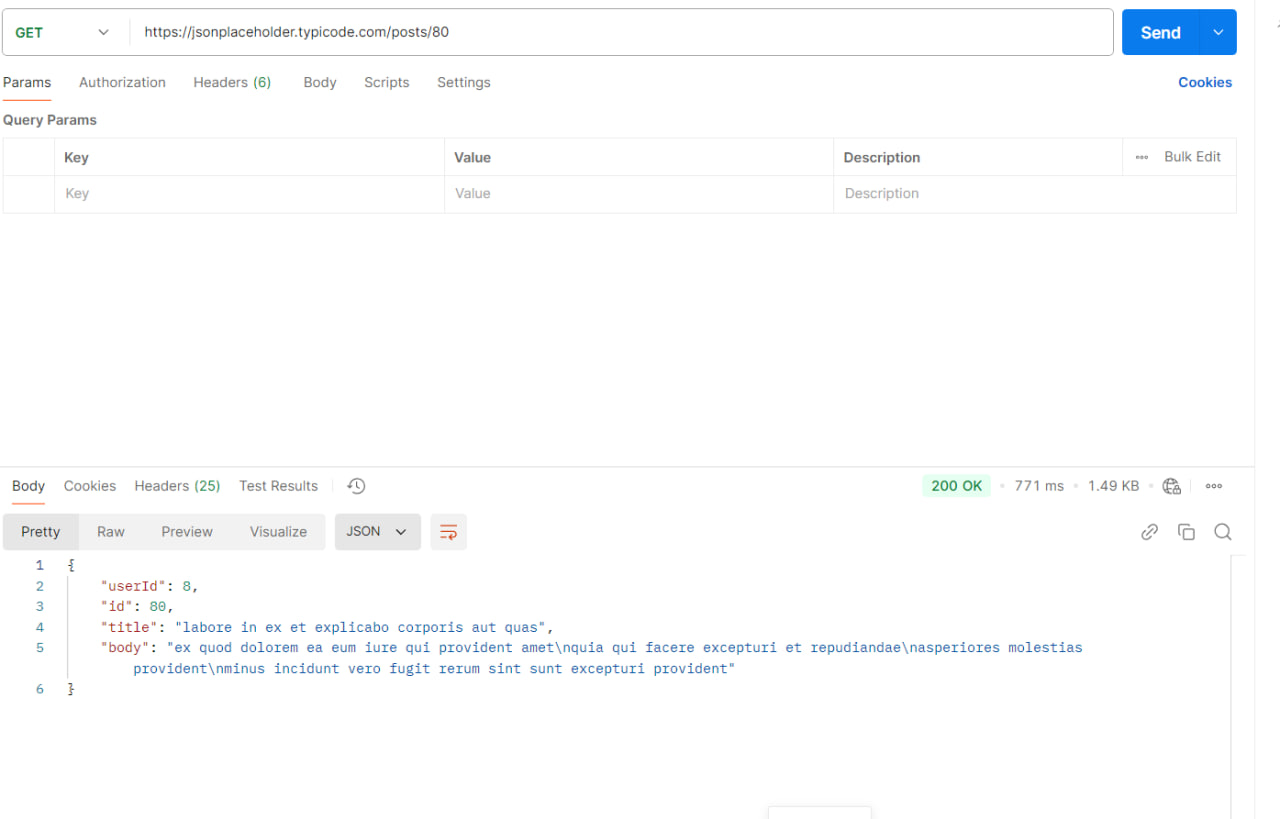 GET https://jsonplaceholder.typicode.com/posts/80 Send
Params Authorization Headers (6) Body Scripts Settings Cookies
Query Params
Key Value Description Bulk Edit
Key Value Description
Body Cookies Headers (25) Test Results 200 OK 771 ms 1.49 KB
Pretty Raw Preview Visualize JSON
1 {
2 "userId": 8,
3 "id": 80,
4 "title": "labore in ex et explicabo corporis aut quas",
5 "body": "ex quod dolorem ea eum iure qui provident amet\nquia qui facere excepturi et repudiandae\nasperiores molestias
provident\nminus incidunt vero fugit rerum sint sunt excepturi provident"
6 }